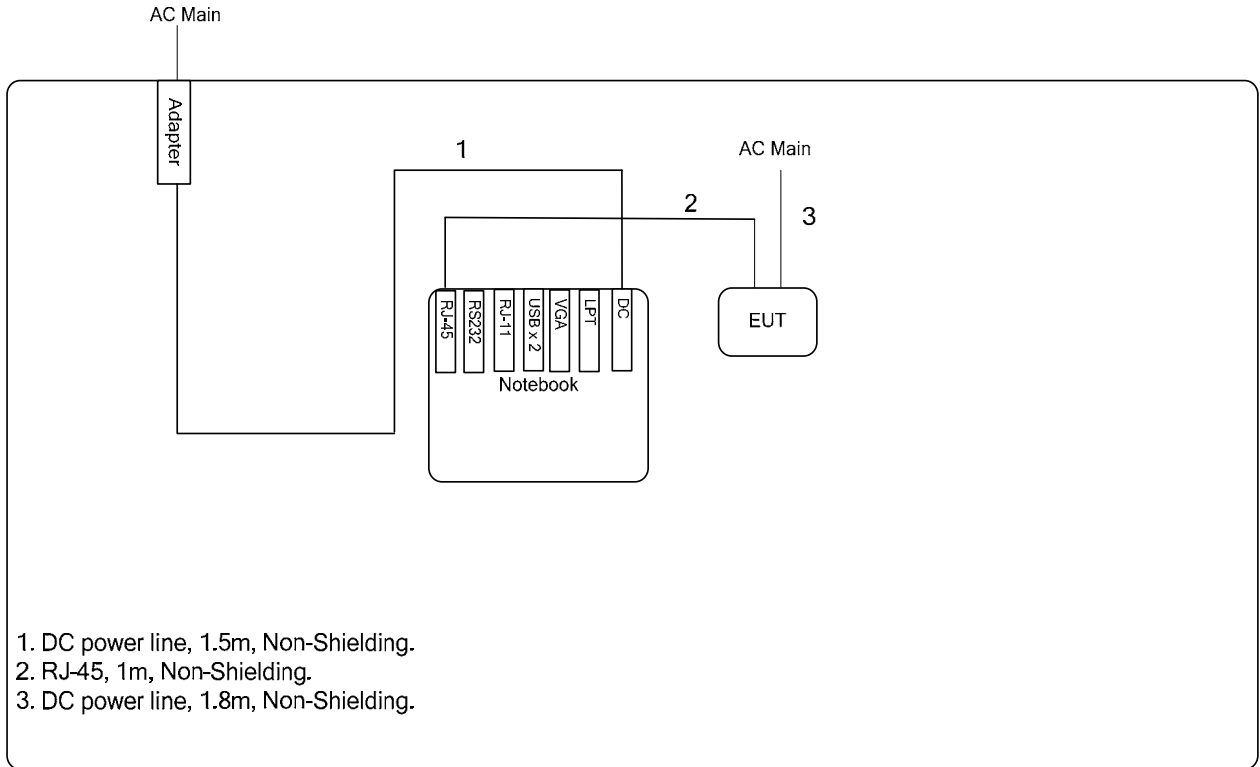 AC Main
Adapter
1
AC Main
2
3
RJ-45
RS232
RJ-11
USB x 2
VGA
LPT
DC
EUT
Notebook
1. DC power line, 1.5m, Non-Shielding.
2. RJ-45, 1m, Non-Shielding.
3. DC power line, 1.8m, Non-Shielding.